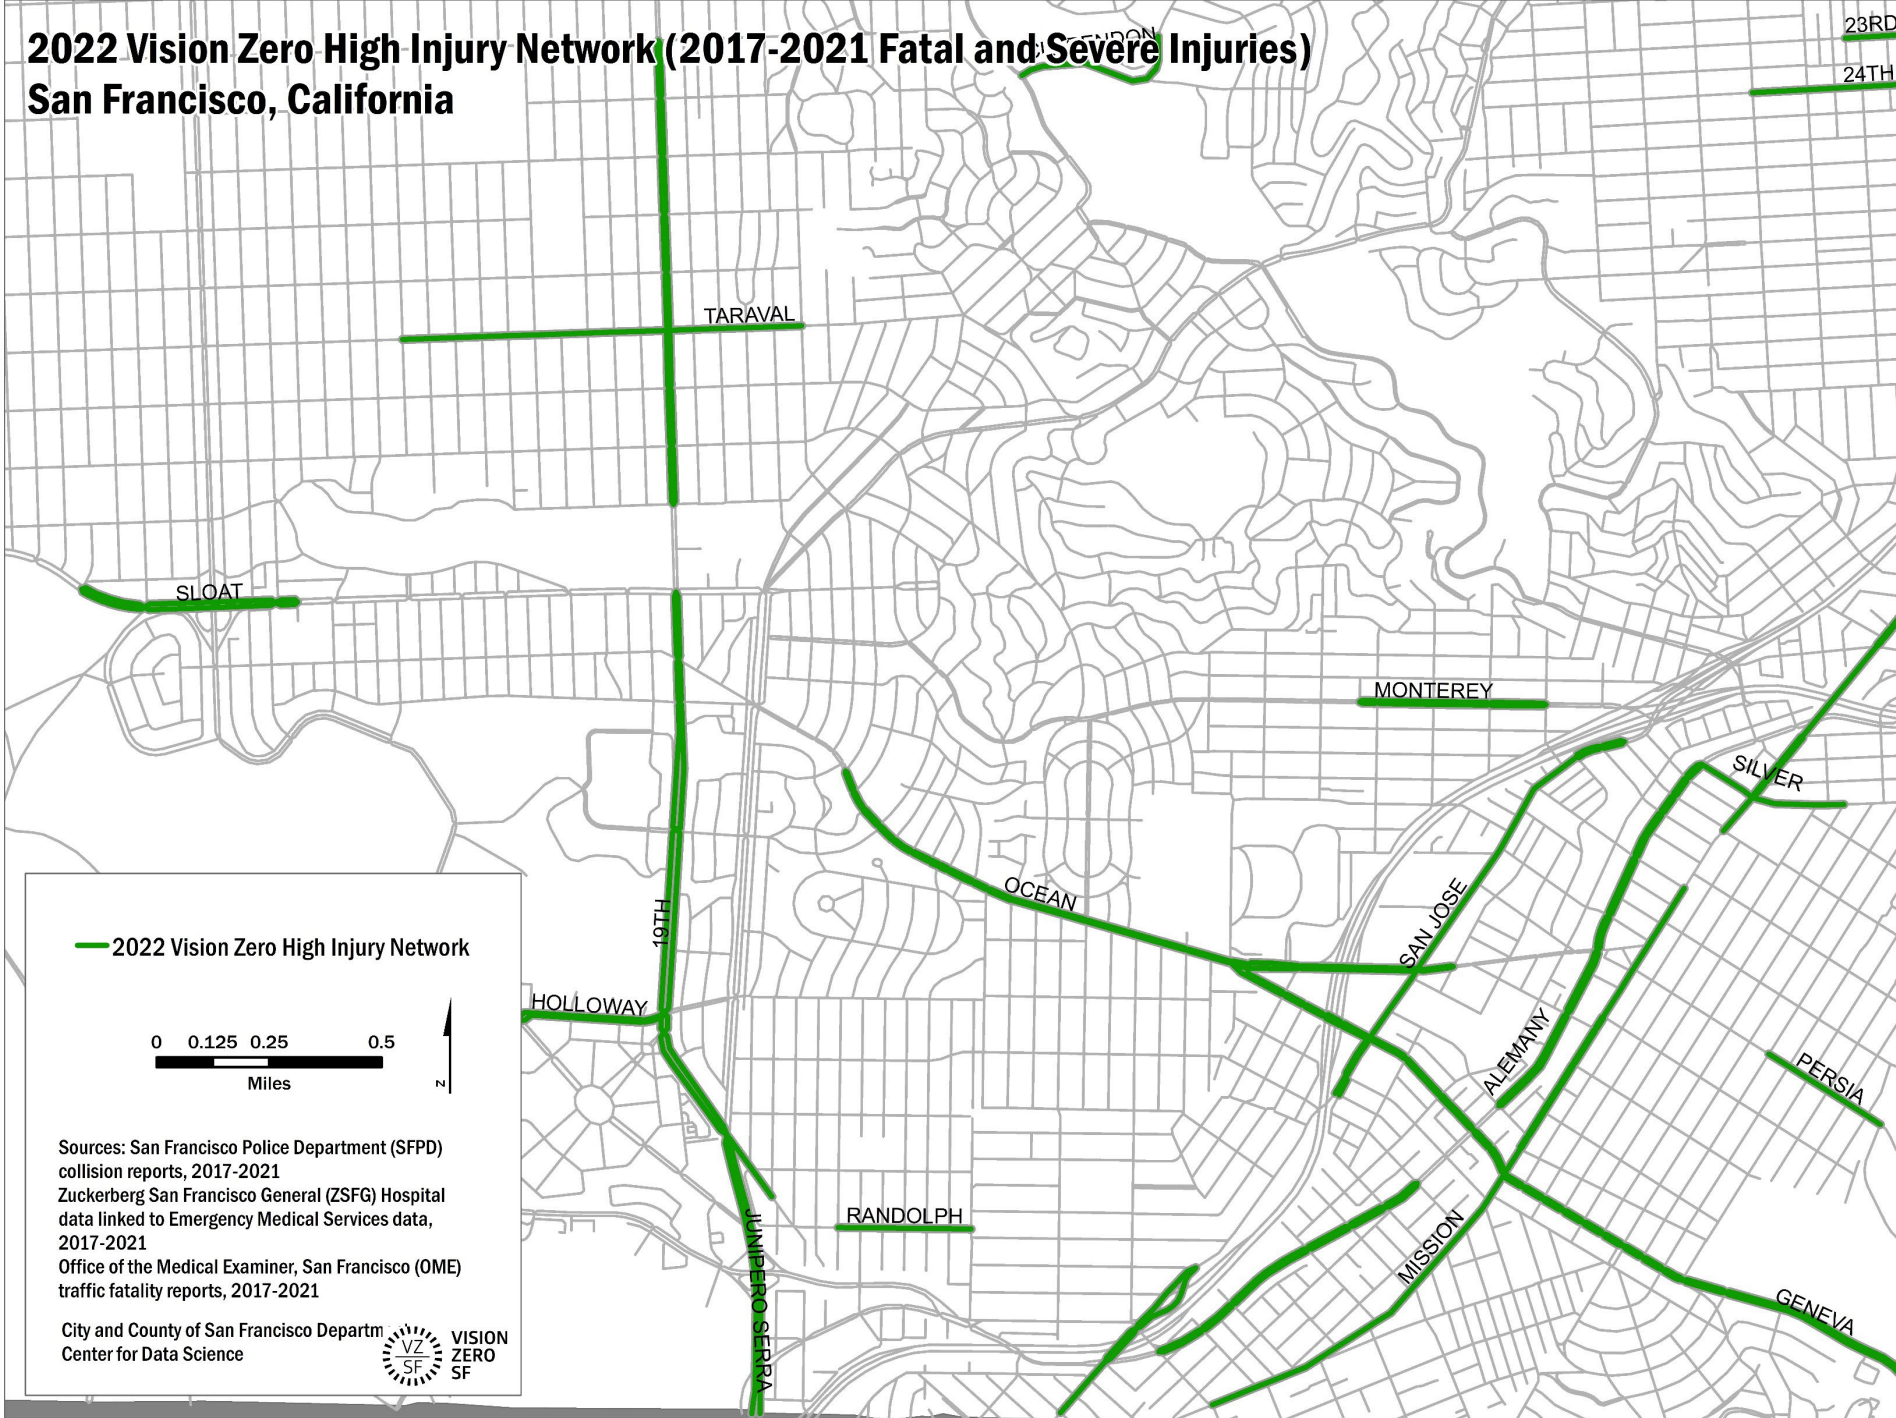 2022 Vision Zero High Injury Network (2017-2021 Fatal and Severe Injuries)
San Francisco, California
23RD
24TH
TARAVAL
SLOAT
MONTEREY
SILVER
OCEAN
SAN JOSE
19TH
HOLLOWAY
ALEMANY
PERSIA
RANDOLPH
MISSION
JUNIPERO SERRA
GENEVA
2022 Vision Zero High Injury Network
0 0.125 0.25 0.5
Miles
N
Sources: San Francisco Police Department (SFPD)
collision reports, 2017-2021
Zuckerberg San Francisco General (ZSFG) Hospital
data linked to Emergency Medical Services data,
2017-2021
Office of the Medical Examiner, San Francisco (OME)
traffic fatality reports, 2017-2021
City and County of San Francisco Departm
Center for Data Science
VZ
SF
VISION
ZERO
SF